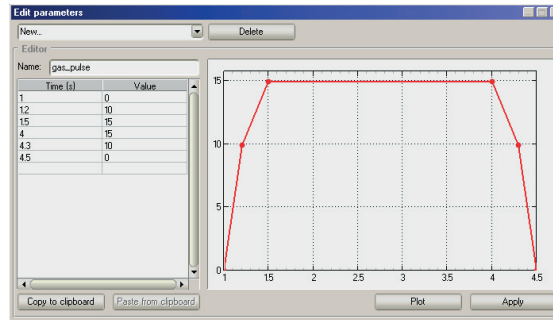 Edit parameters
New...
Delete
Editor
Name: gas_pulse
Time (s) Value
1 0
1.2 10
1.5 15
4 15
4.3 10
4.5 0
15
10
5
0
1 1.5 2 2.5 3 3.5 4 4.5
Copy to clipboard Paste from clipboard Plot Apply